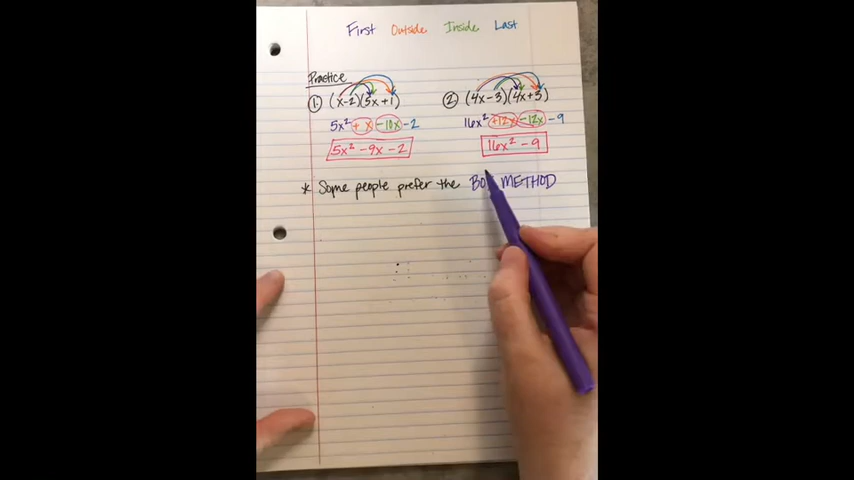 First Outside Inside Last
Practice
1. (x-2)(5x+1)
5x² + x -10x -2
5x² -9x -2
2 (4x-3)(4x+3)
16x² +12x -12x -9
16x² -9
* Some people prefer the BOX METHOD